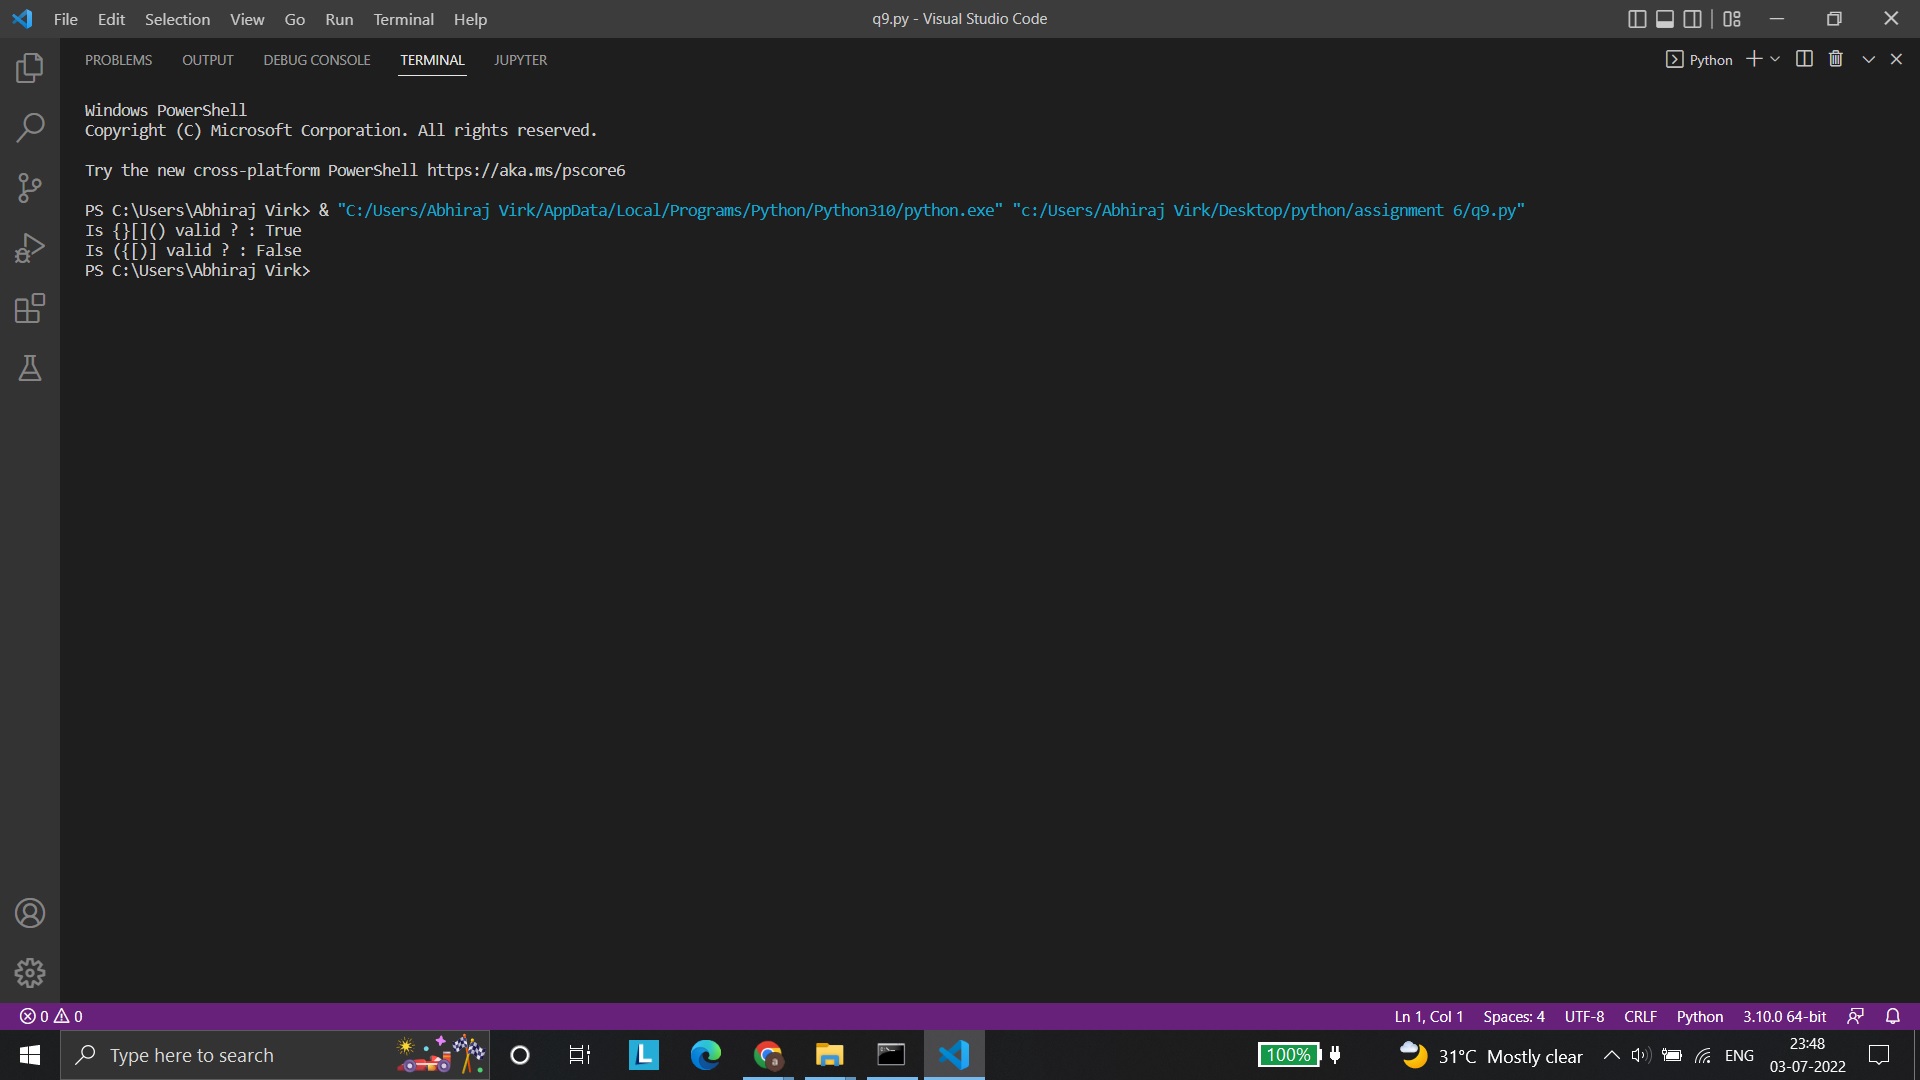 File Edit Selection View Go Run Terminal Help
q9.py - Visual Studio Code
PROBLEMS OUTPUT DEBUG CONSOLE TERMINAL JUPYTER
Python
Windows PowerShell
Copyright (C) Microsoft Corporation. All rights reserved.
Try the new cross-platform PowerShell https://aka.ms/pscore6
PS C:\Users\Abhiraj Virk> & "C:/Users/Abhiraj Virk/AppData/Local/Programs/Python/Python310/python.exe" "c:/Users/Abhiraj Virk/Desktop/python/assignment 6/q9.py"
Is {}[]() valid ? : True
Is ({[)] valid ? : False
PS C:\Users\Abhiraj Virk>
0 0
Ln 1, Col 1 Spaces: 4 UTF-8 CRLF Python 3.10.0 64-bit
Type here to search
L
a
100%
31°C Mostly clear
ENG
23:48
03-07-2022